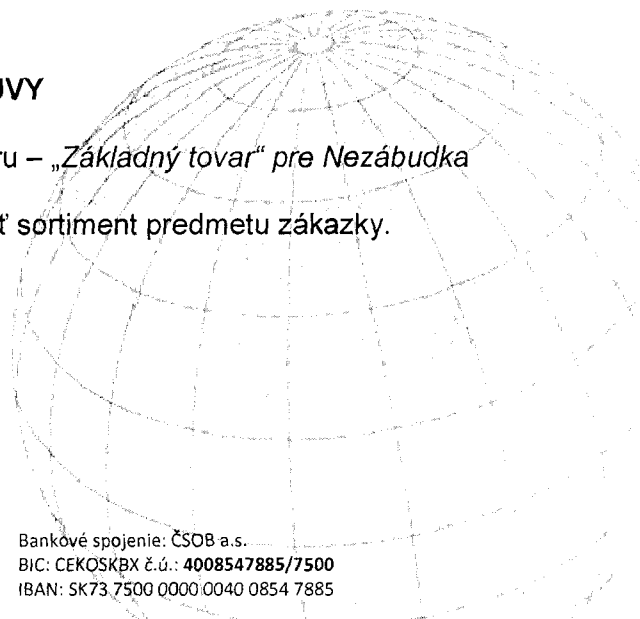 UVY
ru – „Základný tovar“ pre Nezábudka
ť sortiment predmetu zákazky.
Bankové spojenie: ČSOB a.s.
BIC: CEKOSKBX č.ú.: 4008547885/7500
IBAN: SK73 7500 0000 0040 0854 7885